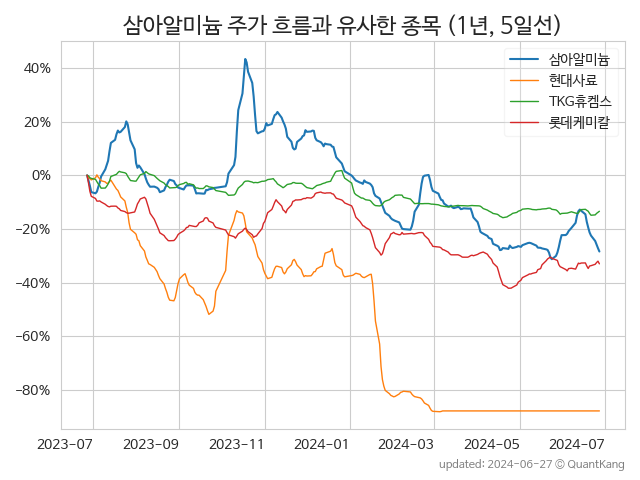 삼아알미늄 주가 흐름과 유사한 종목 (1년, 5일선)
삼아알미늄
현대사료
TKG휴켐스
롯데케미칼
40%
20%
0%
−20%
−40%
−60%
−80%
2023-07 2023-09 2023-11 2024-01 2024-03 2024-05 2024-07
updated: 2024-06-27 © QuantKang